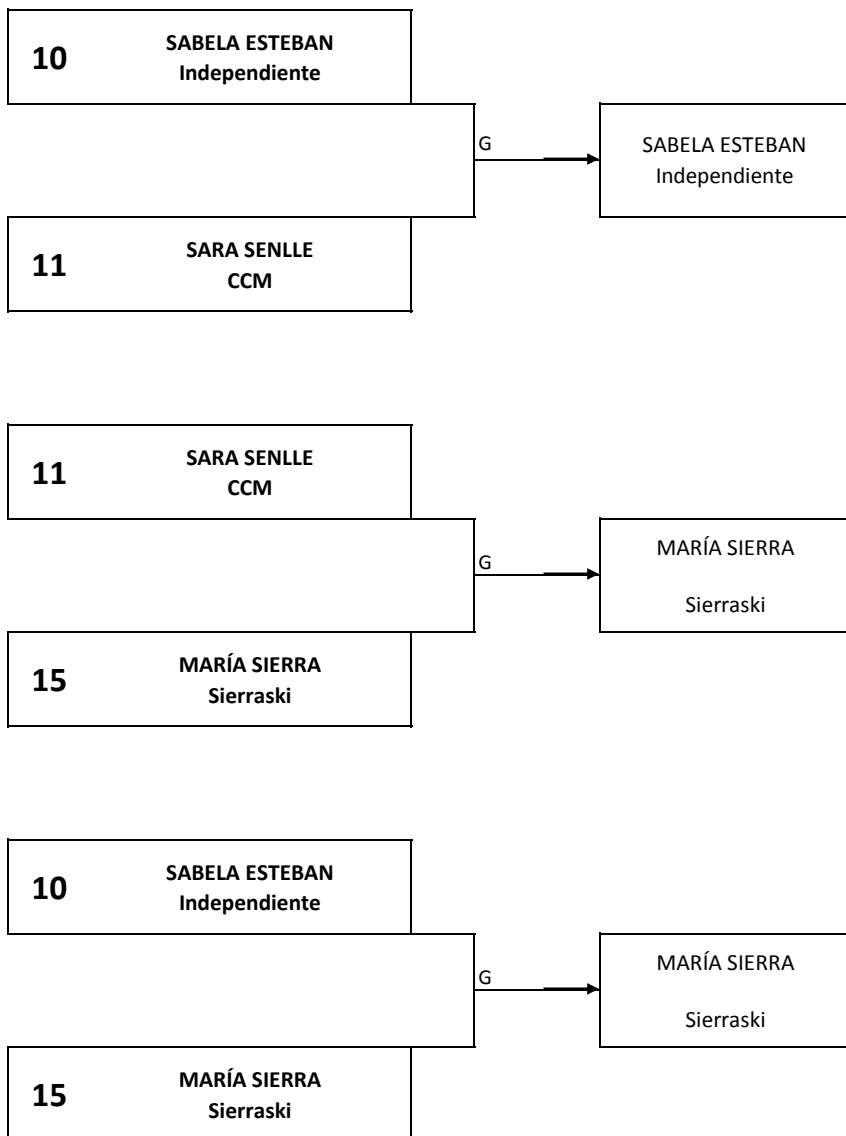 10
SABELA ESTEBAN
Independiente
G
SABELA ESTEBAN
Independiente
11
SARA SENLLE
CCM
11
SARA SENLLE
CCM
G
MARÍA SIERRA
Sierraski
15
MARÍA SIERRA
Sierraski
10
SABELA ESTEBAN
Independiente
G
MARÍA SIERRA
Sierraski
15
MARÍA SIERRA
Sierraski